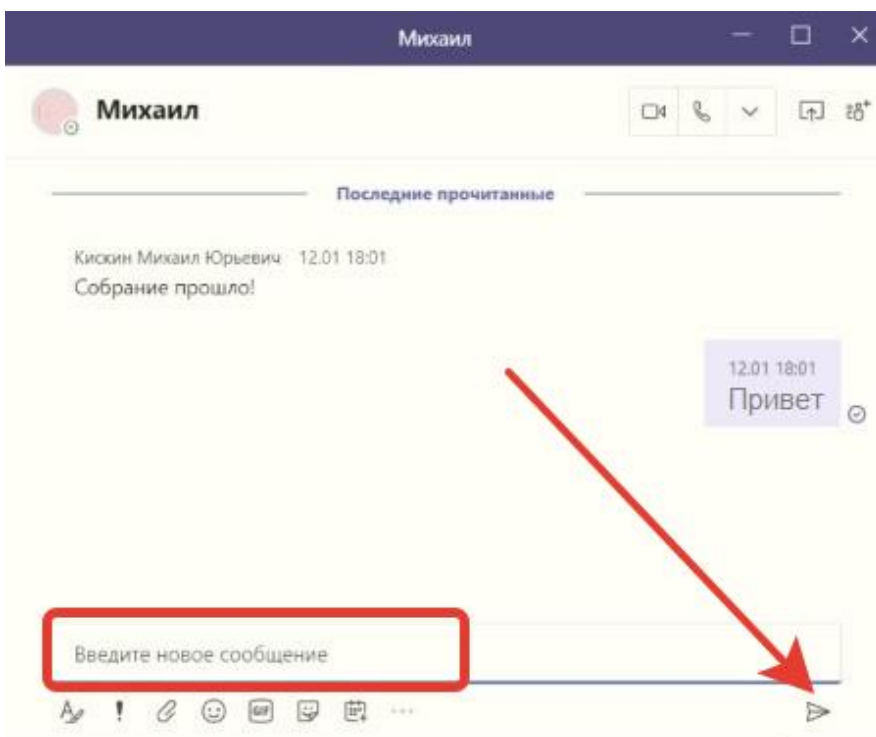 Михаил
Михаил
Последние прочитанные
Кискин Михаил Юрьевич 12.01 18:01
Собрание прошло!
12.01 18:01
Привет
Введите новое сообщение
GIF